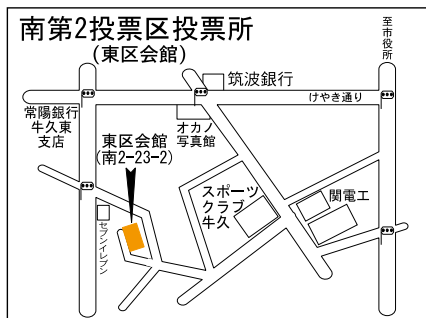 南第2投票区投票所
(東区会館)
至市役所
筑波銀行
けやき通り
常陽銀行
牛久東
支店
オカノ
写真館
東区会館
(南2-23-2)
スポーツ
クラブ
牛久
関電工
セブンイレブン